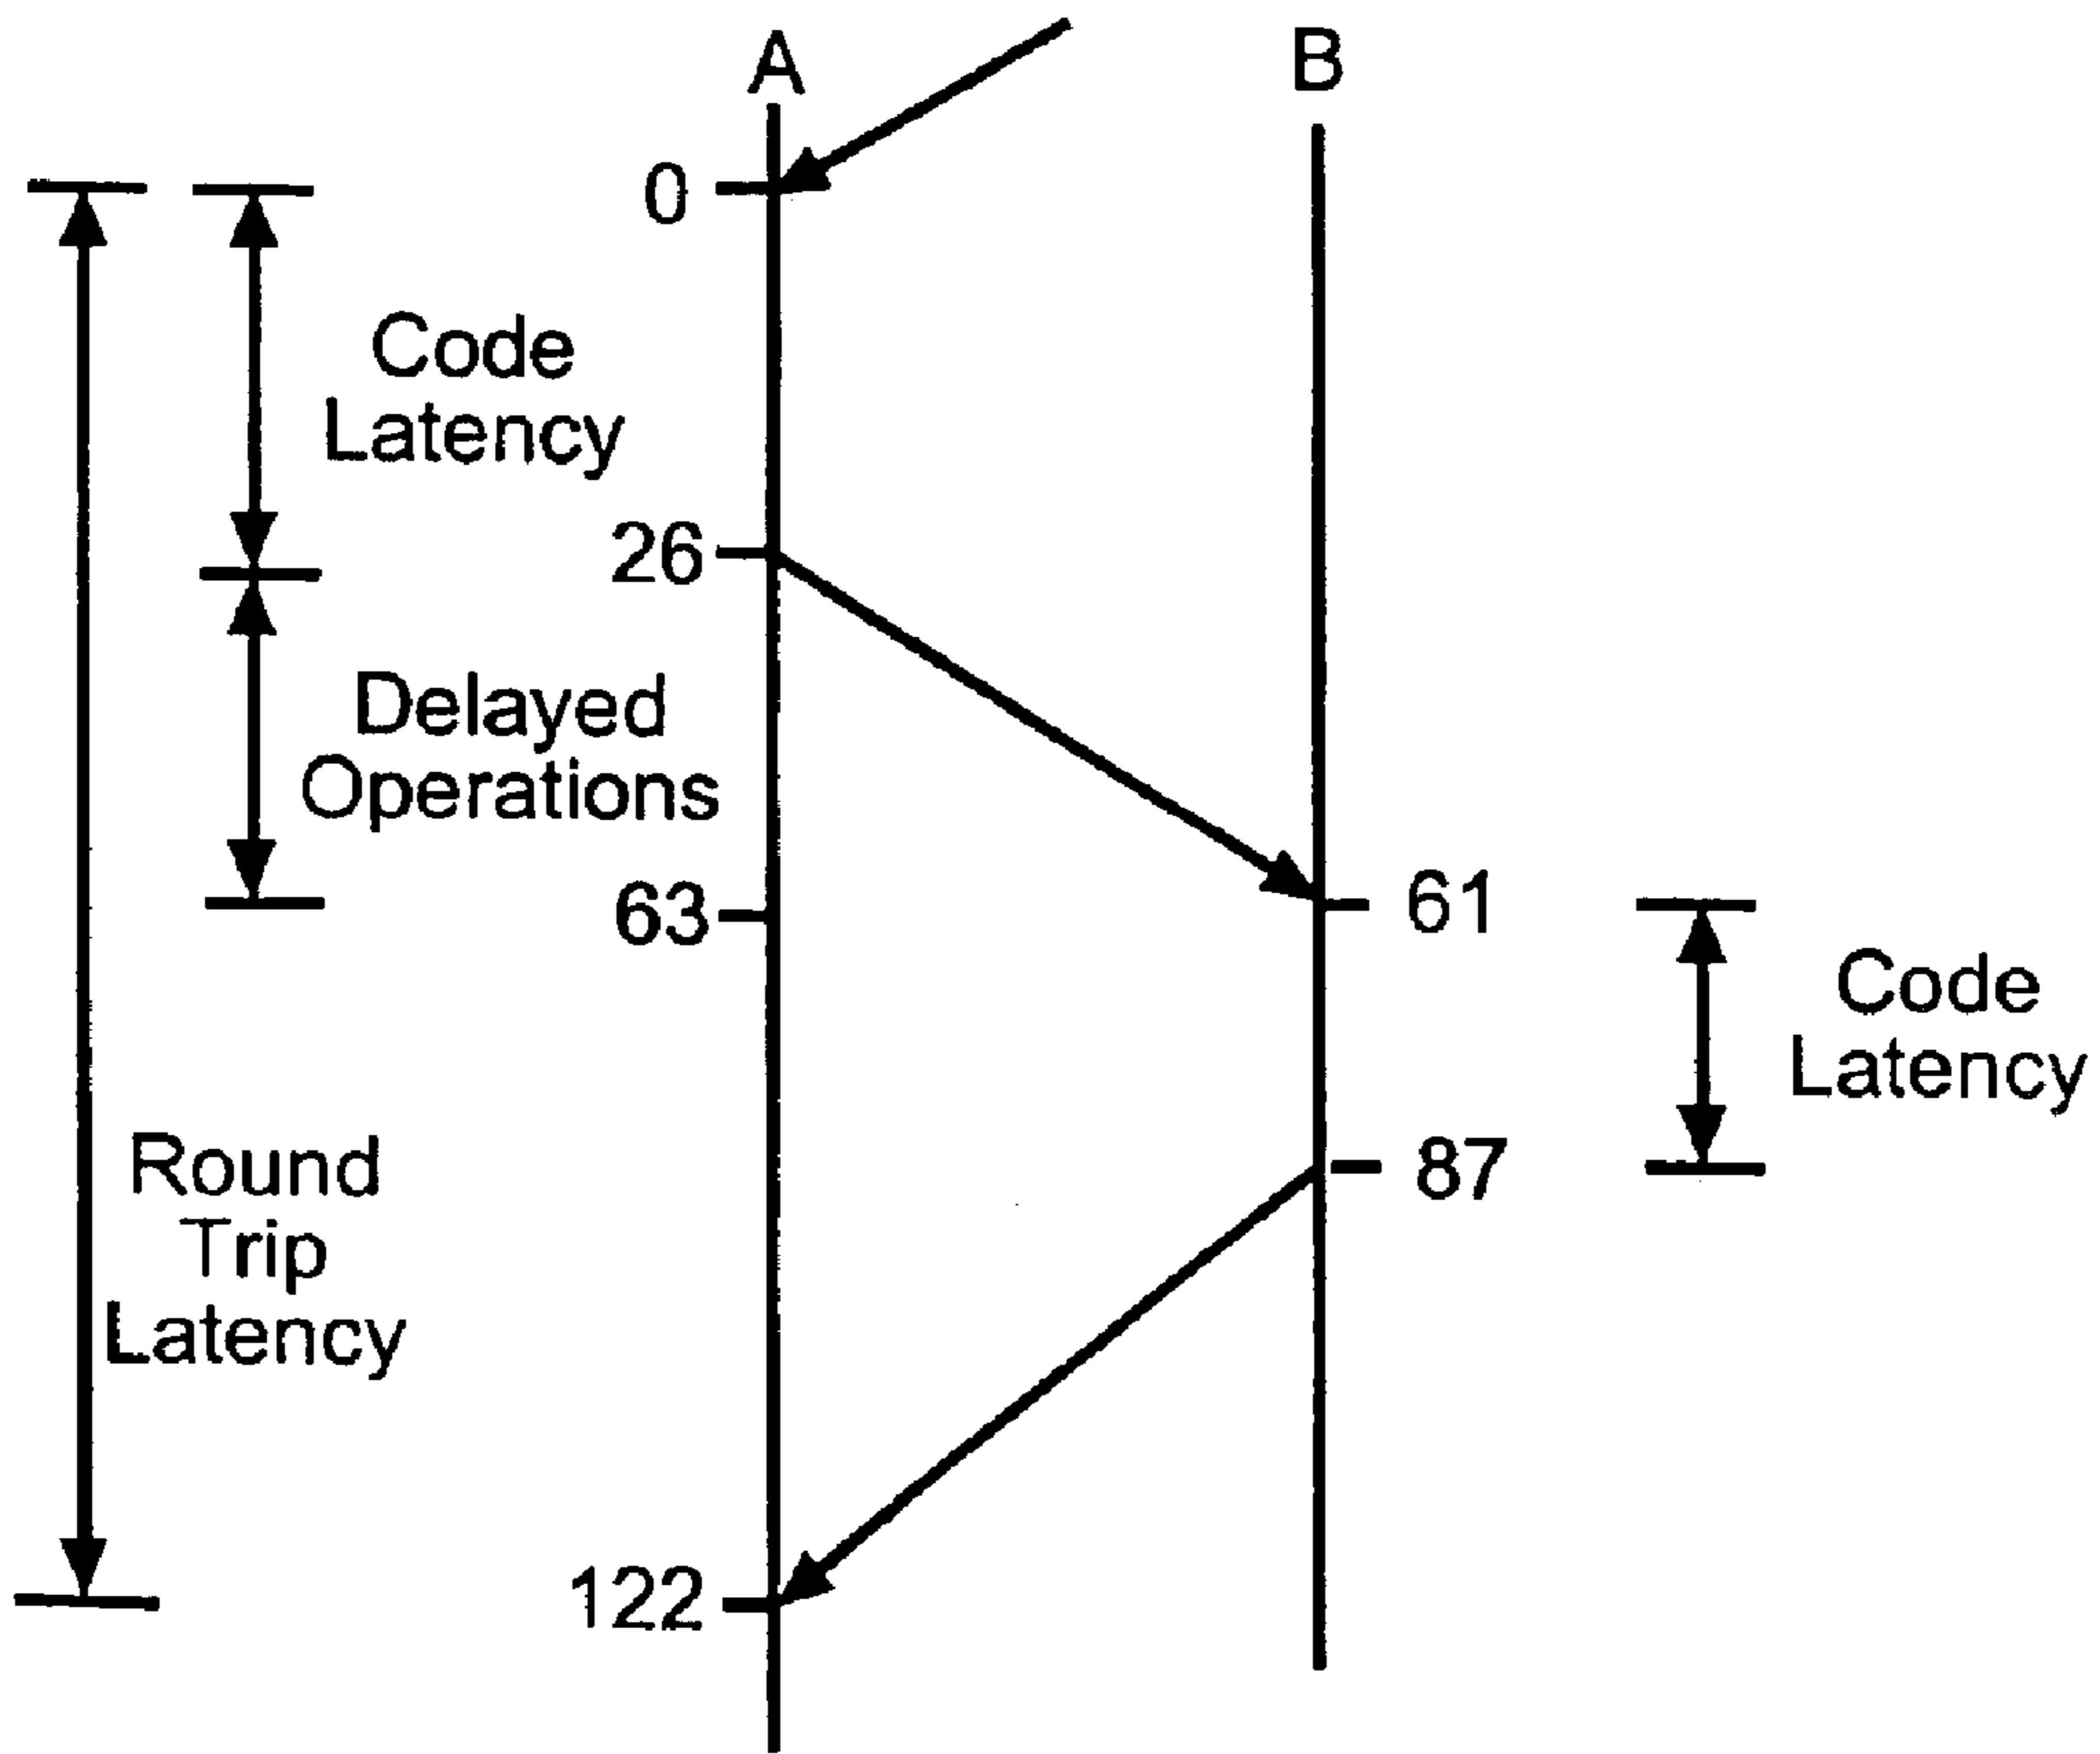 A
B
0
Code
Latency
26
Delayed
Operations
63
61
Code
Latency
87
Round
Trip
Latency
122